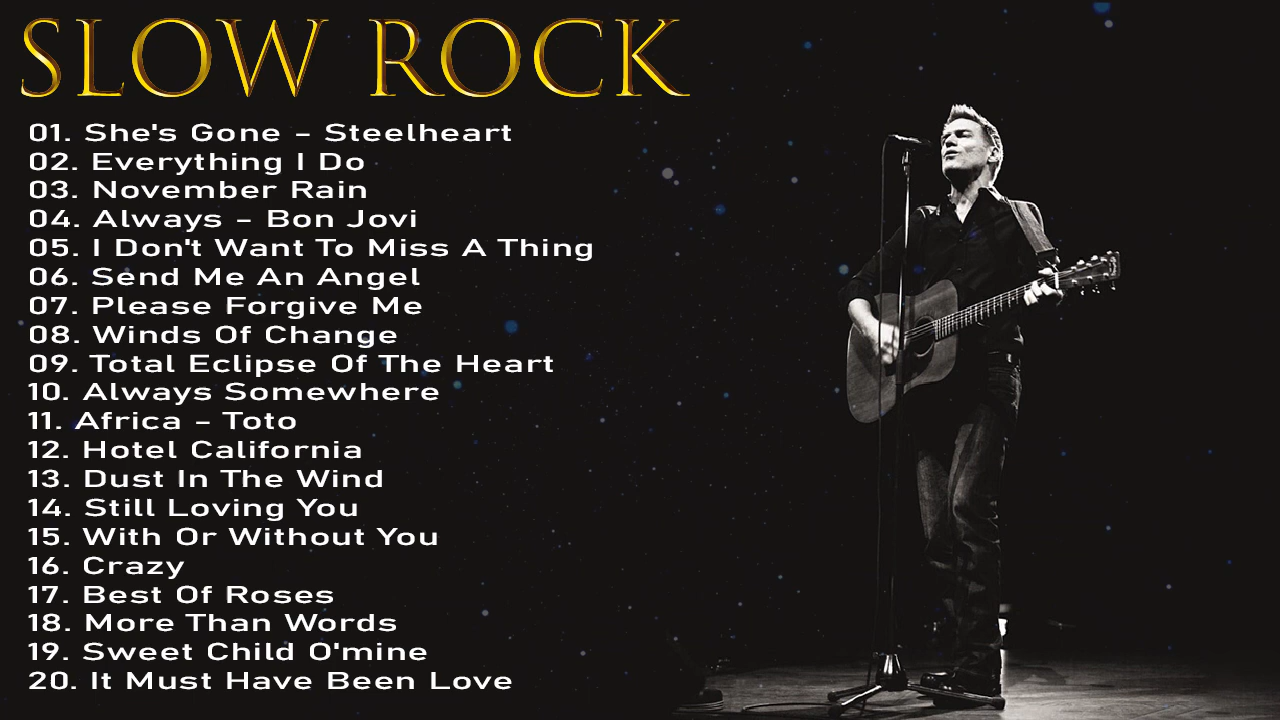 SLOW ROCK
01. She's Gone - Steelheart
02. Everything I Do
03. November Rain
04. Always - Bon Jovi
05. I Don't Want To Miss A Thing
06. Send Me An Angel
07. Please Forgive Me
08. Winds Of Change
09. Total Eclipse Of The Heart
10. Always Somewhere
11. Africa - Toto
12. Hotel California
13. Dust In The Wind
14. Still Loving You
15. With Or Without You
16. Crazy
17. Best Of Roses
18. More Than Words
19. Sweet Child O'mine
20. It Must Have Been Love